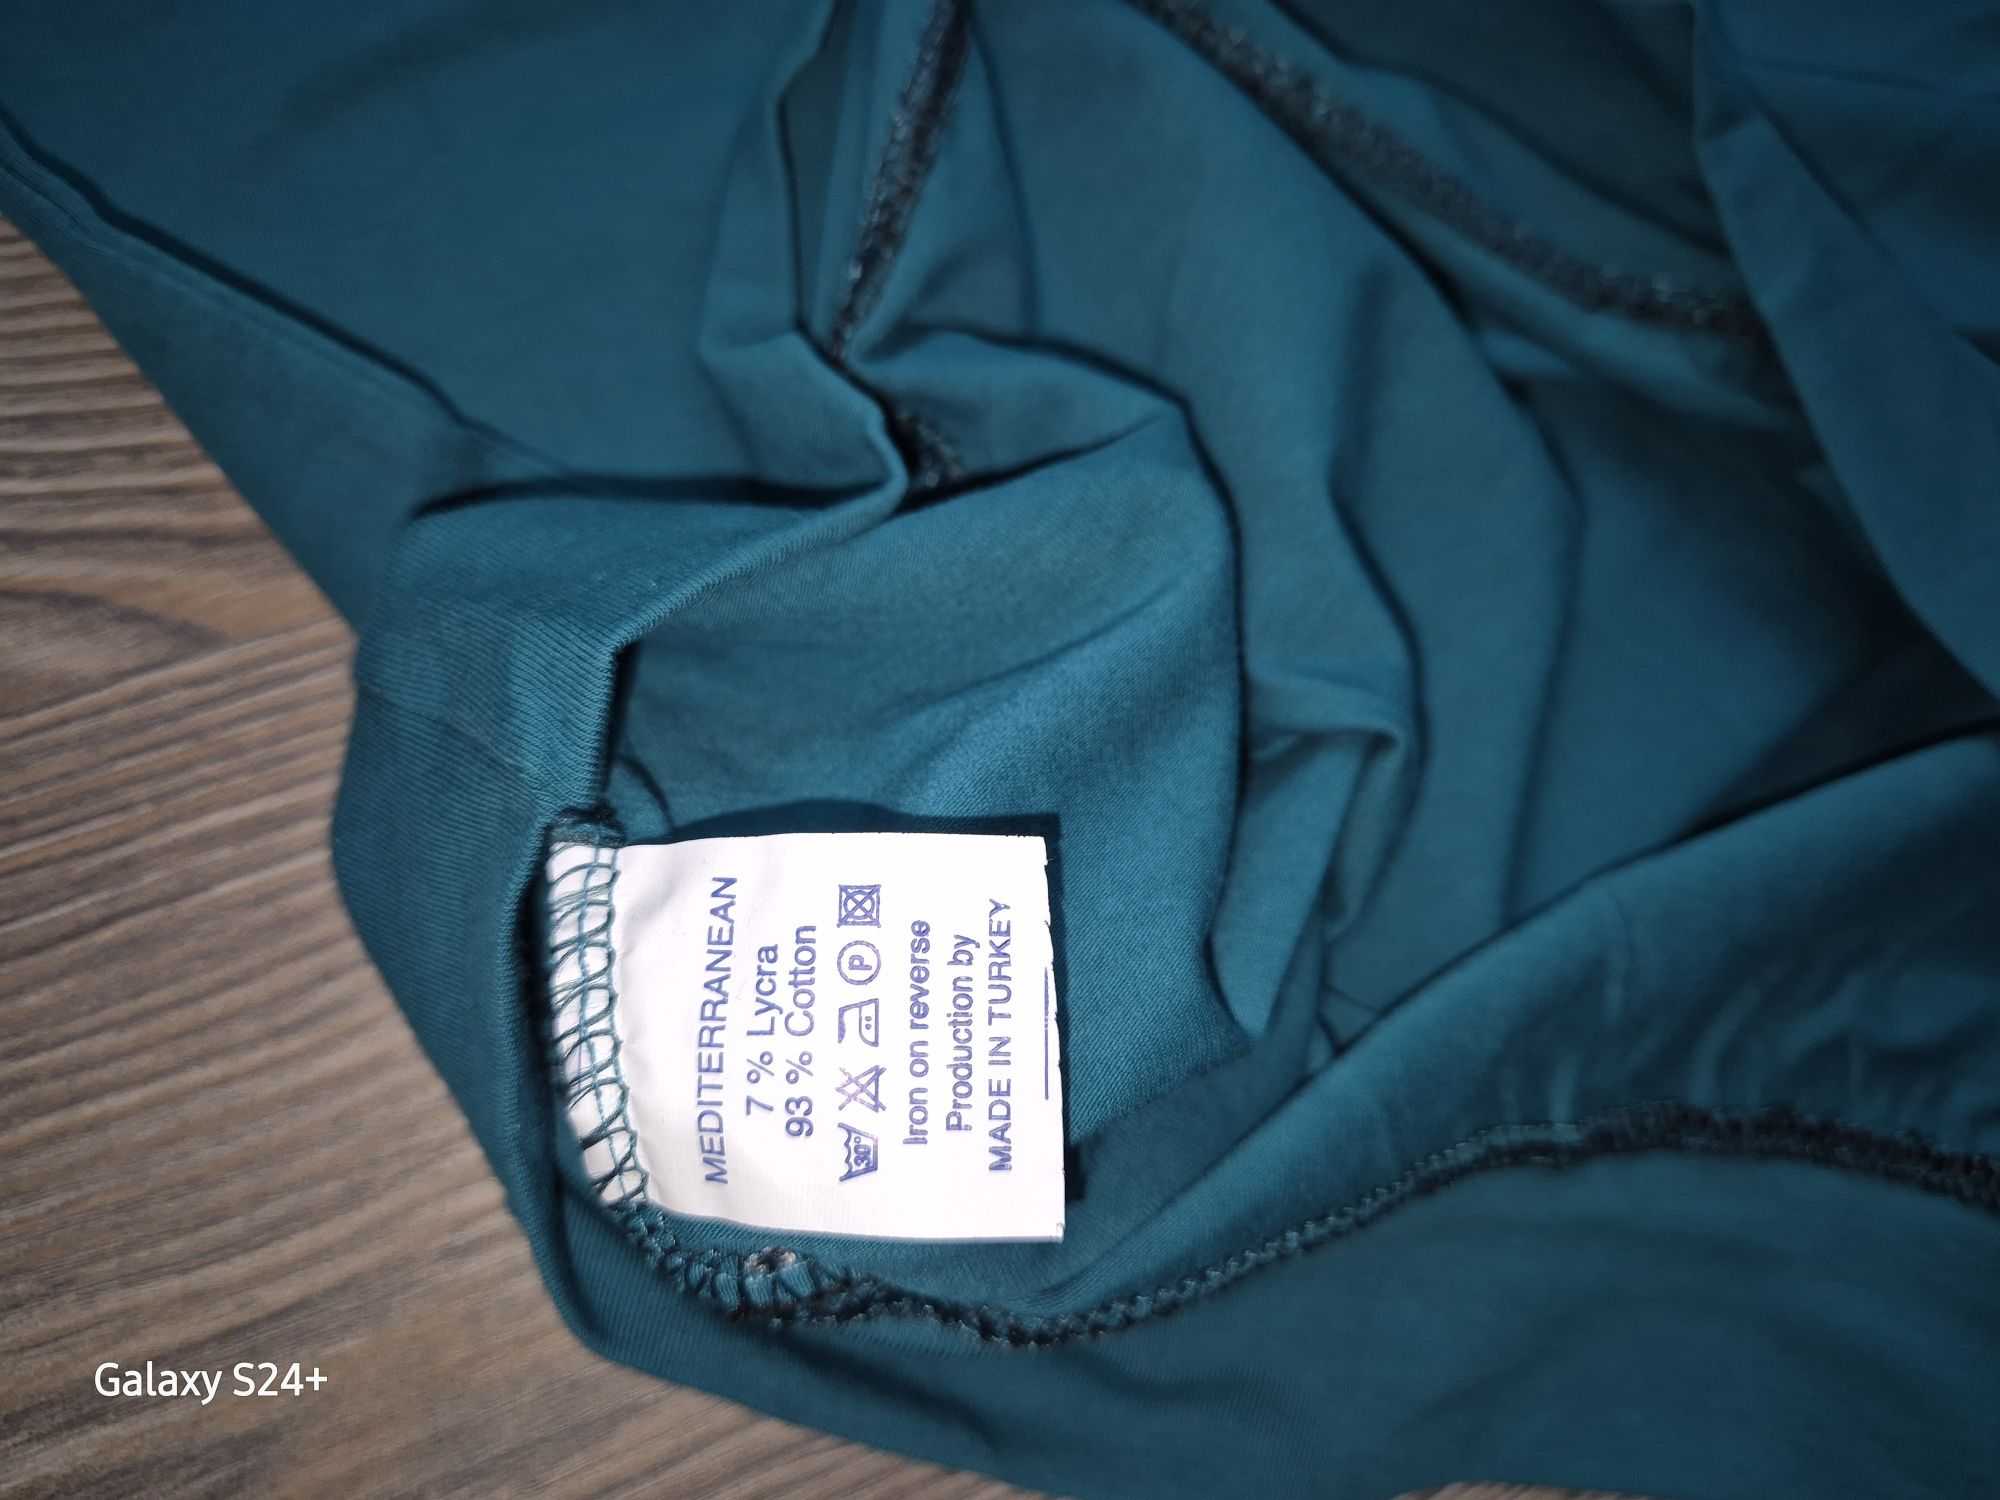 MEDITERRANEAN
7 % Lycra
93 % Cotton
30°
P
Iron on reverse
Production by
MADE IN TURKEY
Galaxy S24+